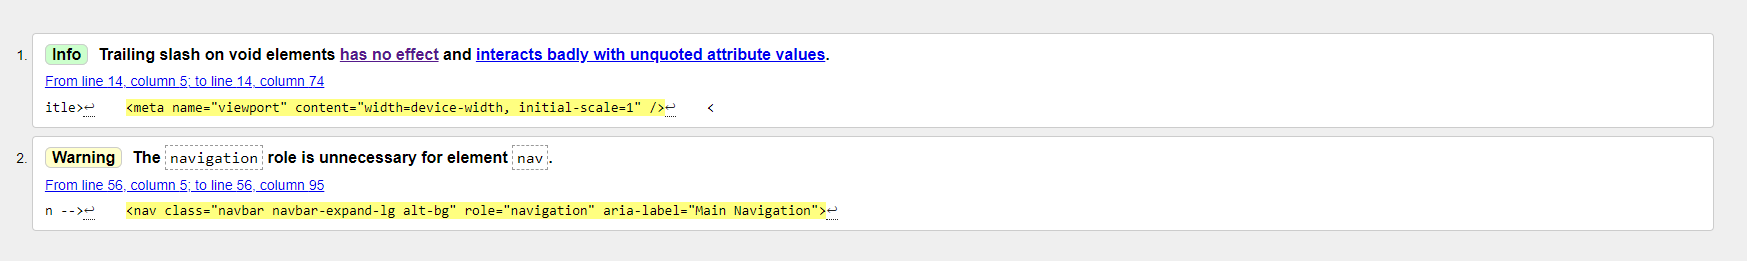 1. Info Trailing slash on void elements has no effect and interacts badly with unquoted attribute values.
From line 14, column 5; to line 14, column 74
itle>↩ <meta name="viewport" content="width=device-width, initial-scale=1" />↩ <
2. Warning The navigation role is unnecessary for element nav.
From line 56, column 5; to line 56, column 95
n -->↩ <nav class="navbar navbar-expand-lg alt-bg" role="navigation" aria-label="Main Navigation">↩